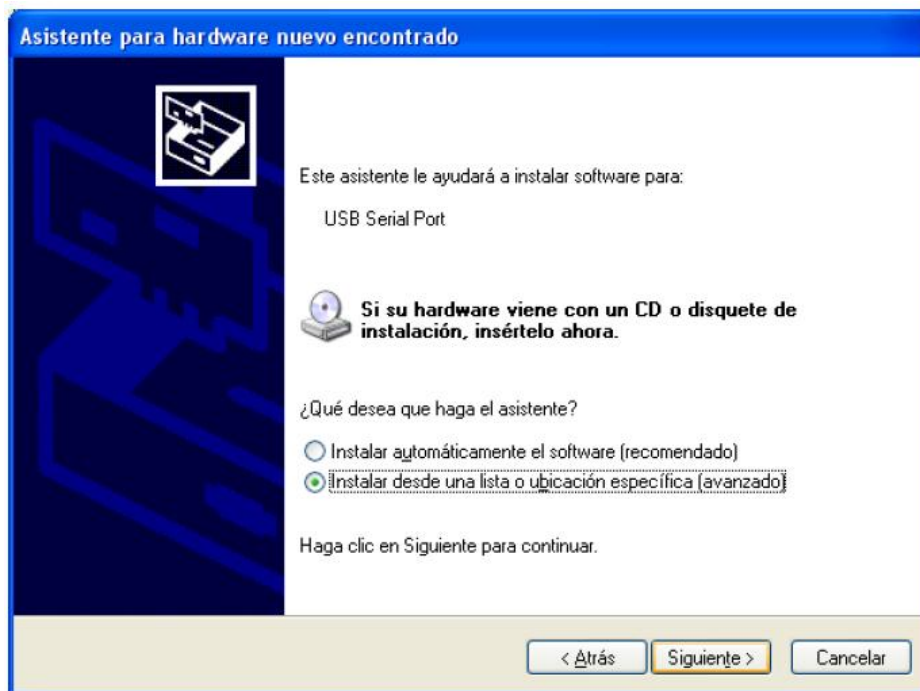 Asistente para hardware nuevo encontrado
Este asistente le ayudará a instalar software para:
USB Serial Port
Si su hardware viene con un CD o disquete de
instalación, insértelo ahora.
¿Qué desea que haga el asistente?
Instalar automáticamente el software (recomendado)
Instalar desde una lista o ubicación específica (avanzado)
Haga clic en Siguiente para continuar.
< Atrás Siguiente > Cancelar